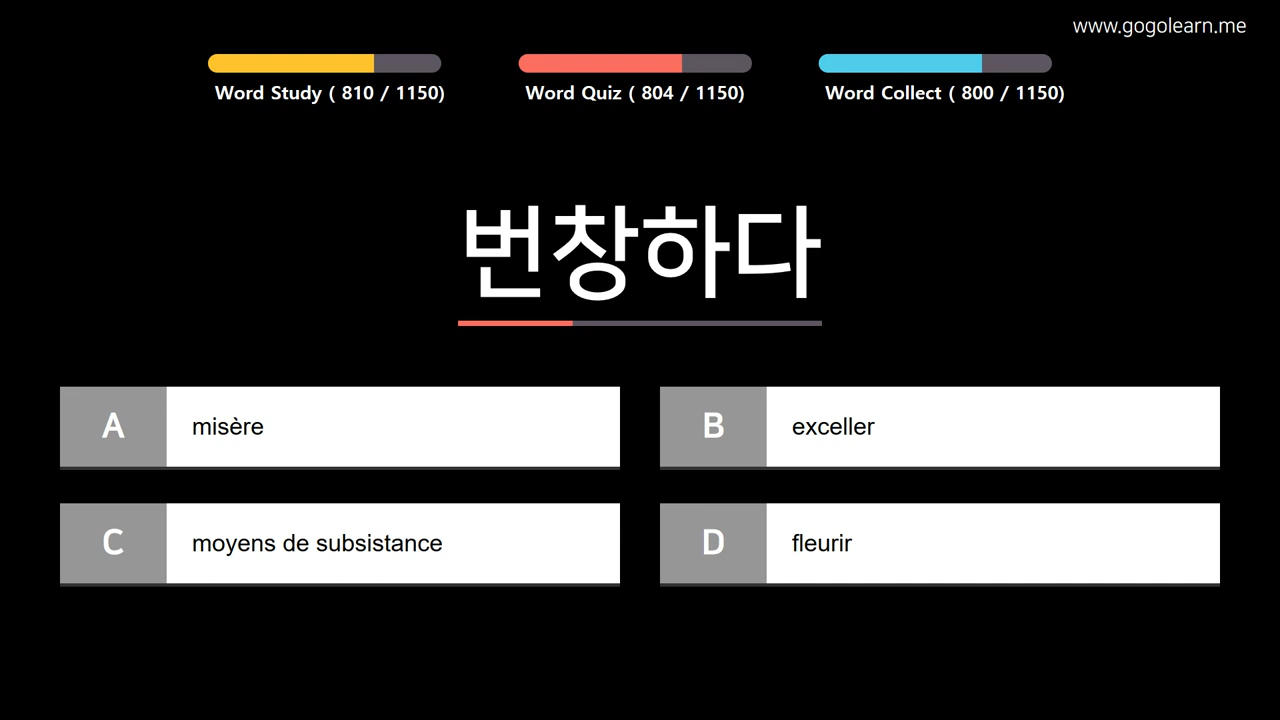 www.gogolearn.me
Word Study ( 810 / 1150)
Word Quiz ( 804 / 1150)
Word Collect ( 800 / 1150)
번창하다
A misère
B exceller
C moyens de subsistance
D fleurir